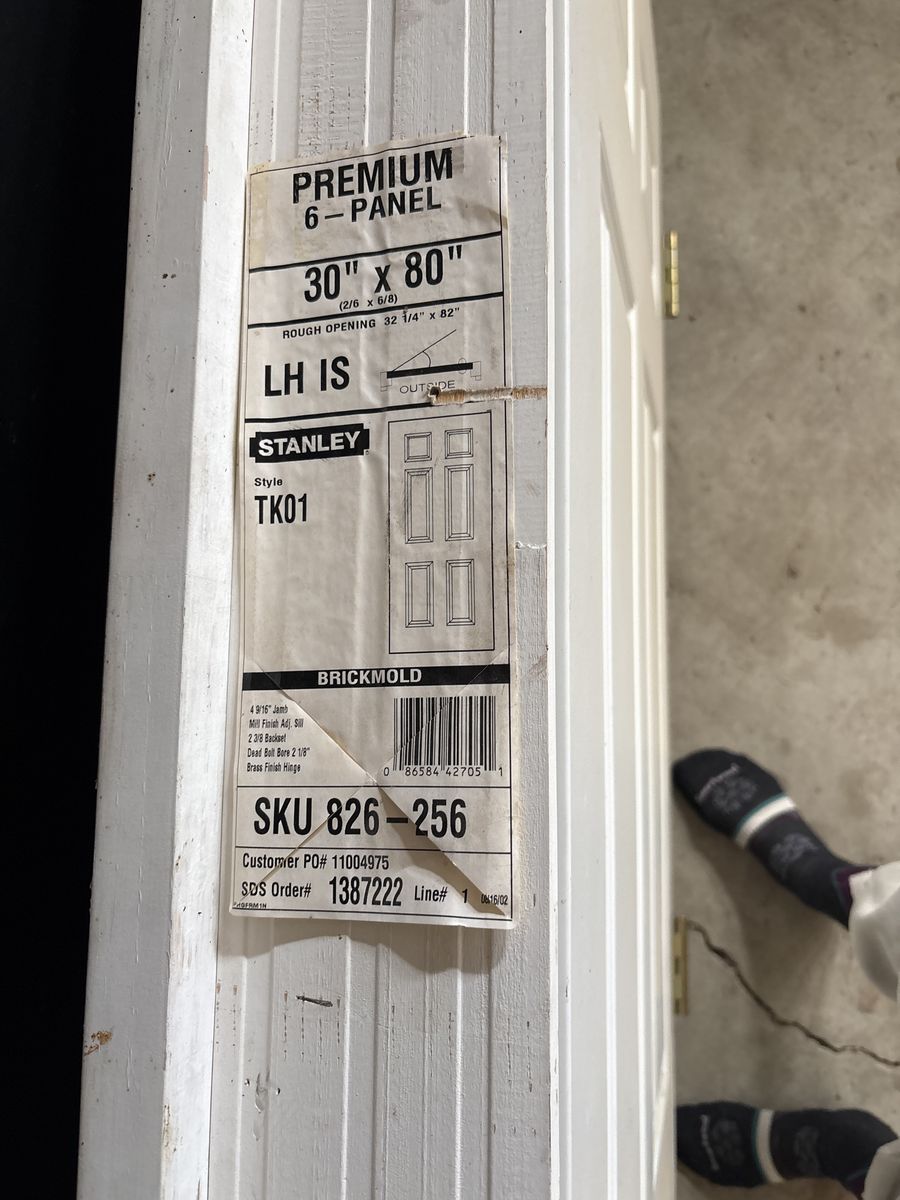 PREMIUM
6-PANEL
30" x 80"
(2/6 x 6/8)
ROUGH OPENING 32 1/4" x 82"
LH IS
OUTSIDE
STANLEY
Style
TK01
BRICKMOLD
4 9/16" Jamb
Mill Finish Adj. Sill
2 3/8 Backset
Dead Bolt Bore 2 1/8"
Brass Finish Hinge
0 86584 42705 1
SKU 826-256
Customer PO# 11004975
SDS Order# 1387222 Line# 1